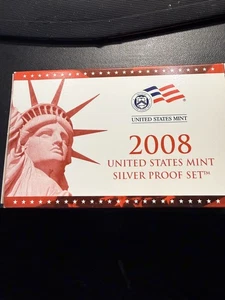 UNITED STATES MINT
2008
UNITED STATES MINT
SILVER PROOF SET™